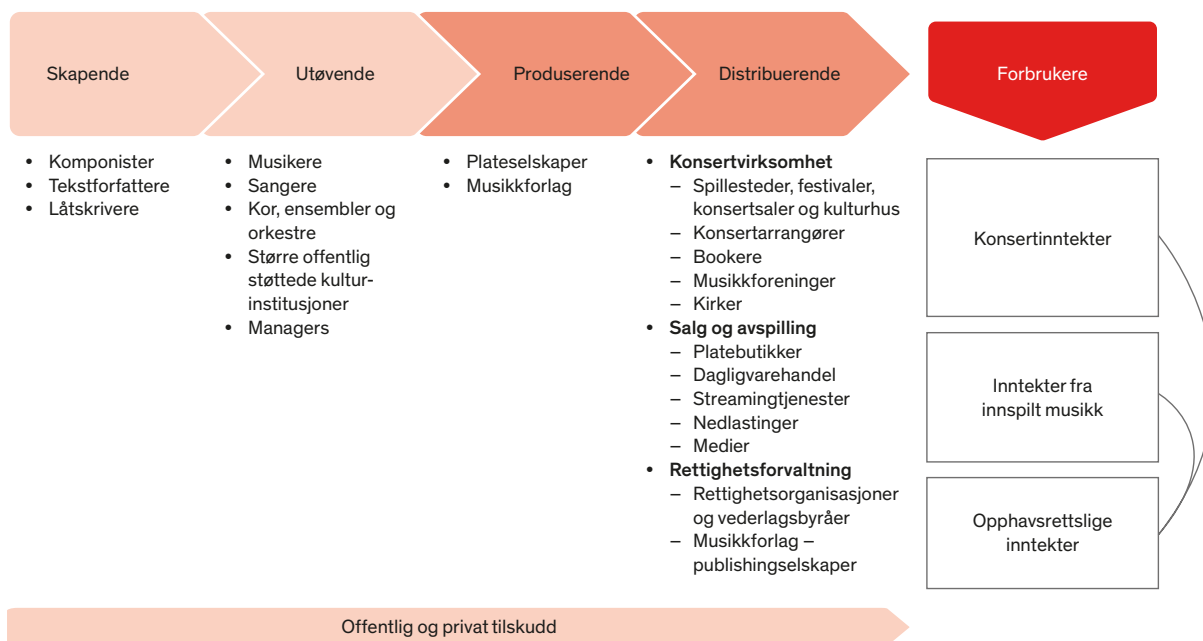 Skapende
Utøvende
Produserende
Distribuerende
Forbrukere
• Komponister
• Tekstforfattere
• Låtskrivere
• Musikere
• Sangere
• Kor, ensembler og
orkestre
• Større offentlig
støttede kultur-
institusjoner
• Managers
• Plateselskaper
• Musikkforlag
• Konsertvirksomhet
– Spillesteder, festivaler,
konsertsaler og kulturhus
– Konsertarrangører
– Bookere
– Musikkforeninger
– Kirker
• Salg og avspilling
– Platebutikker
– Dagligvarehandel
– Streamingtjenester
– Nedlastinger
– Medier
• Rettighetsforvaltning
– Rettighetsorganisasjoner
og vederlagsbyråer
– Musikkforlag –
publishingselskaper
Konsertinntekter
Inntekter fra
innspilt musikk
Opphavsrettslige
inntekter
Offentlig og privat tilskudd